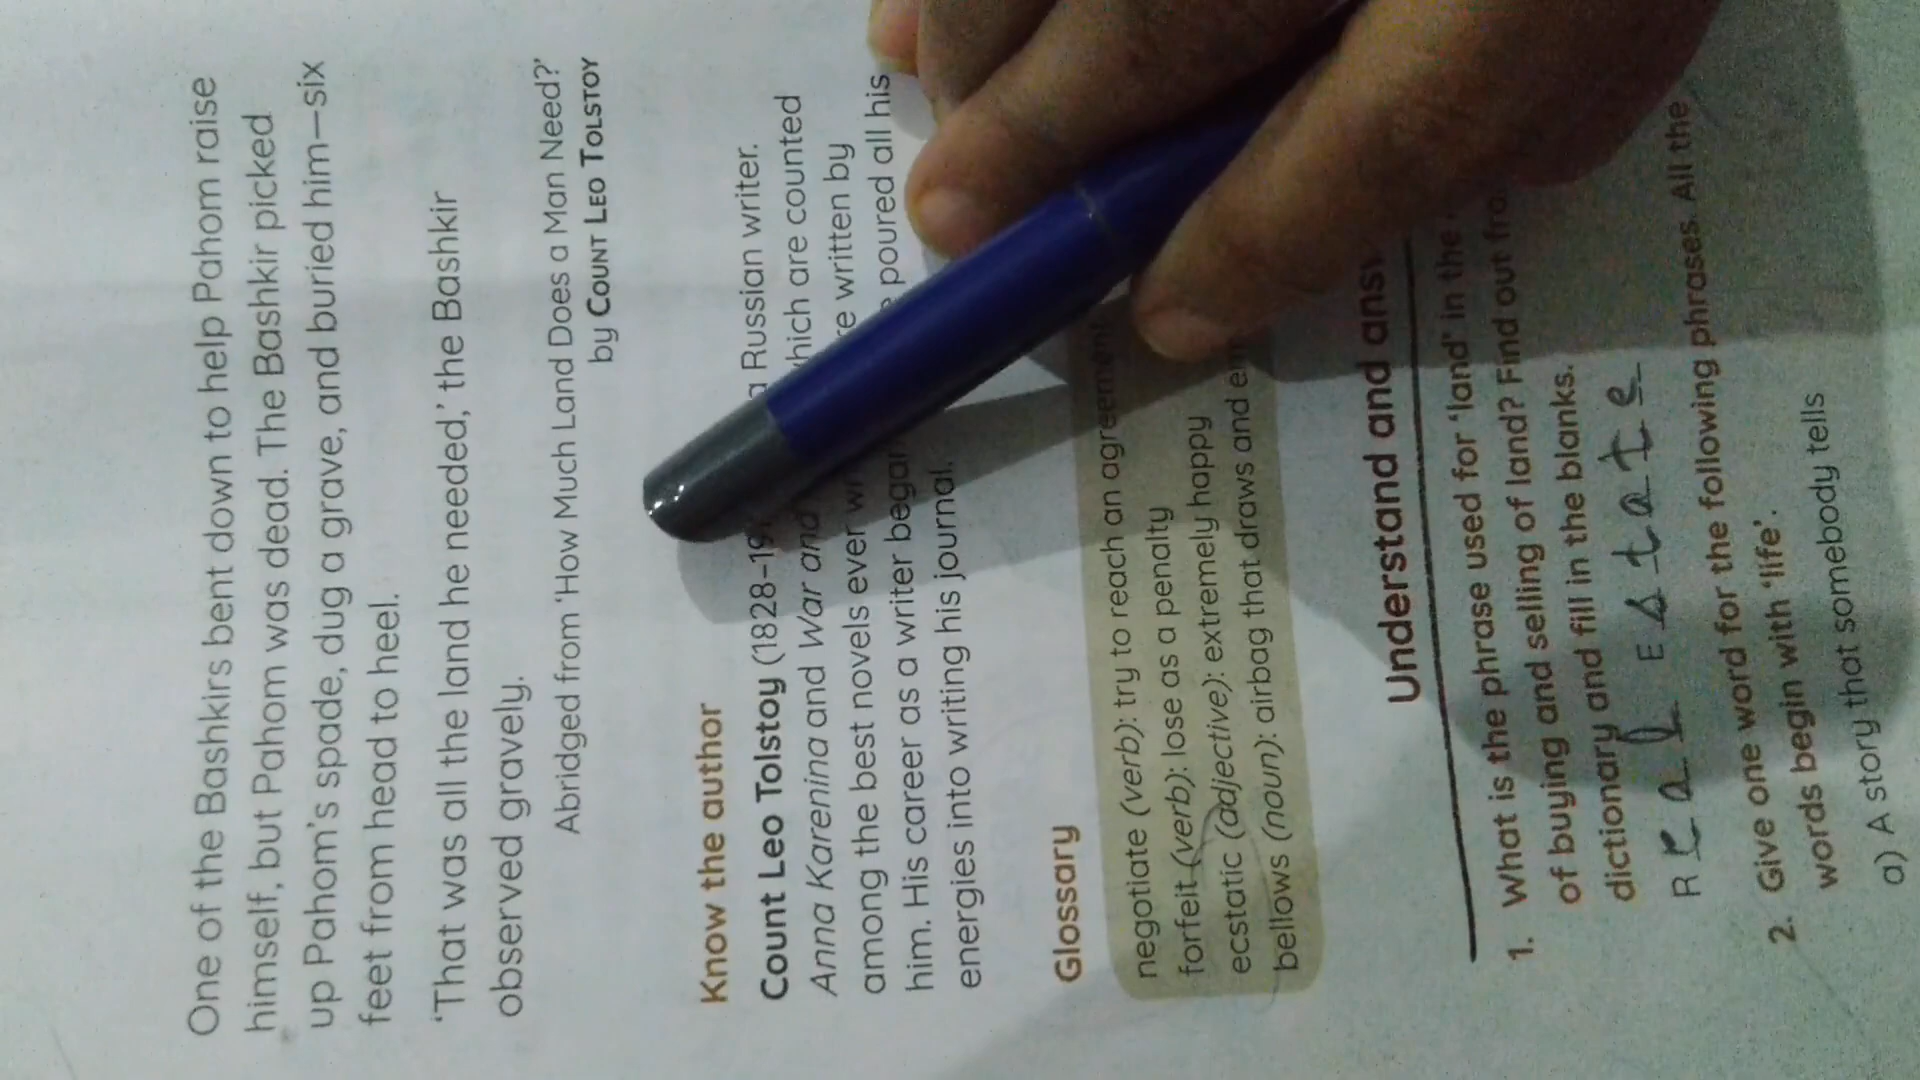 One of the Bashkirs bent down to help Pahom raise
himself, but Pahom was dead. The Bashkir picked
up Pahom's spade, dug a grave, and buried him—six
feet from head to heel.
'That was all the land he needed,' the Bashkir
observed gravely.
Abridged from 'How Much Land Does a Man Need?'
by COUNT LEO TOLSTOY
Know the author
Count Leo Tolstoy (1828–19 a Russian writer.
Anna Karenina and War and which are counted
among the best novels ever written by
him. His career as a writer began poured all his
energies into writing his journal.
Glossary
negotiate (verb): try to reach an agreement
forfeit (verb): lose as a penalty
ecstatic (adjective): extremely happy
bellows (noun): airbag that draws and
Understand and
1. What is the phrase used for 'land' in the
of buying and selling of land? Find out
dictionary and fill in the blanks.
Real Estate
2. Give one word for the following phrases. All the
words begin with 'life'.
a) A story that somebody tells